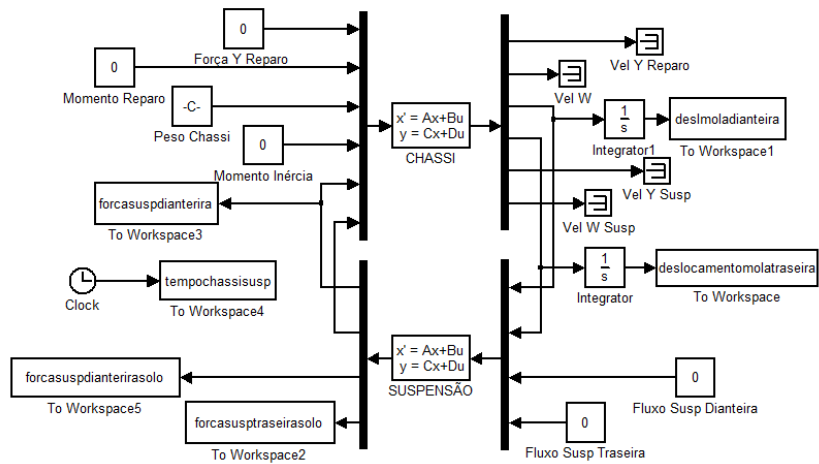 0
Força Y Reparo
0
Momento Reparo
-C-
Peso Chassi
0
Momento Inércia
x' = Ax+Bu
y = Cx+Du
CHASSI
Vel Y Reparo
Vel W
1
s
Integrator1
deslmoladianteira
To Workspace1
Vel Y Susp
Vel W Susp
forcasuspdianterira
To Workspace3
Clock
tempochassisusp
To Workspace4
1
s
Integrator
deslocamentomolatraseira
To Workspace
x' = Ax+Bu
y = Cx+Du
SUSPENSÃO
forcasuspdianterirasolo
To Workspace5
forcasusptraseirasolo
To Workspace2
0
Fluxo Susp Dianteira
0
Fluxo Susp Traseira